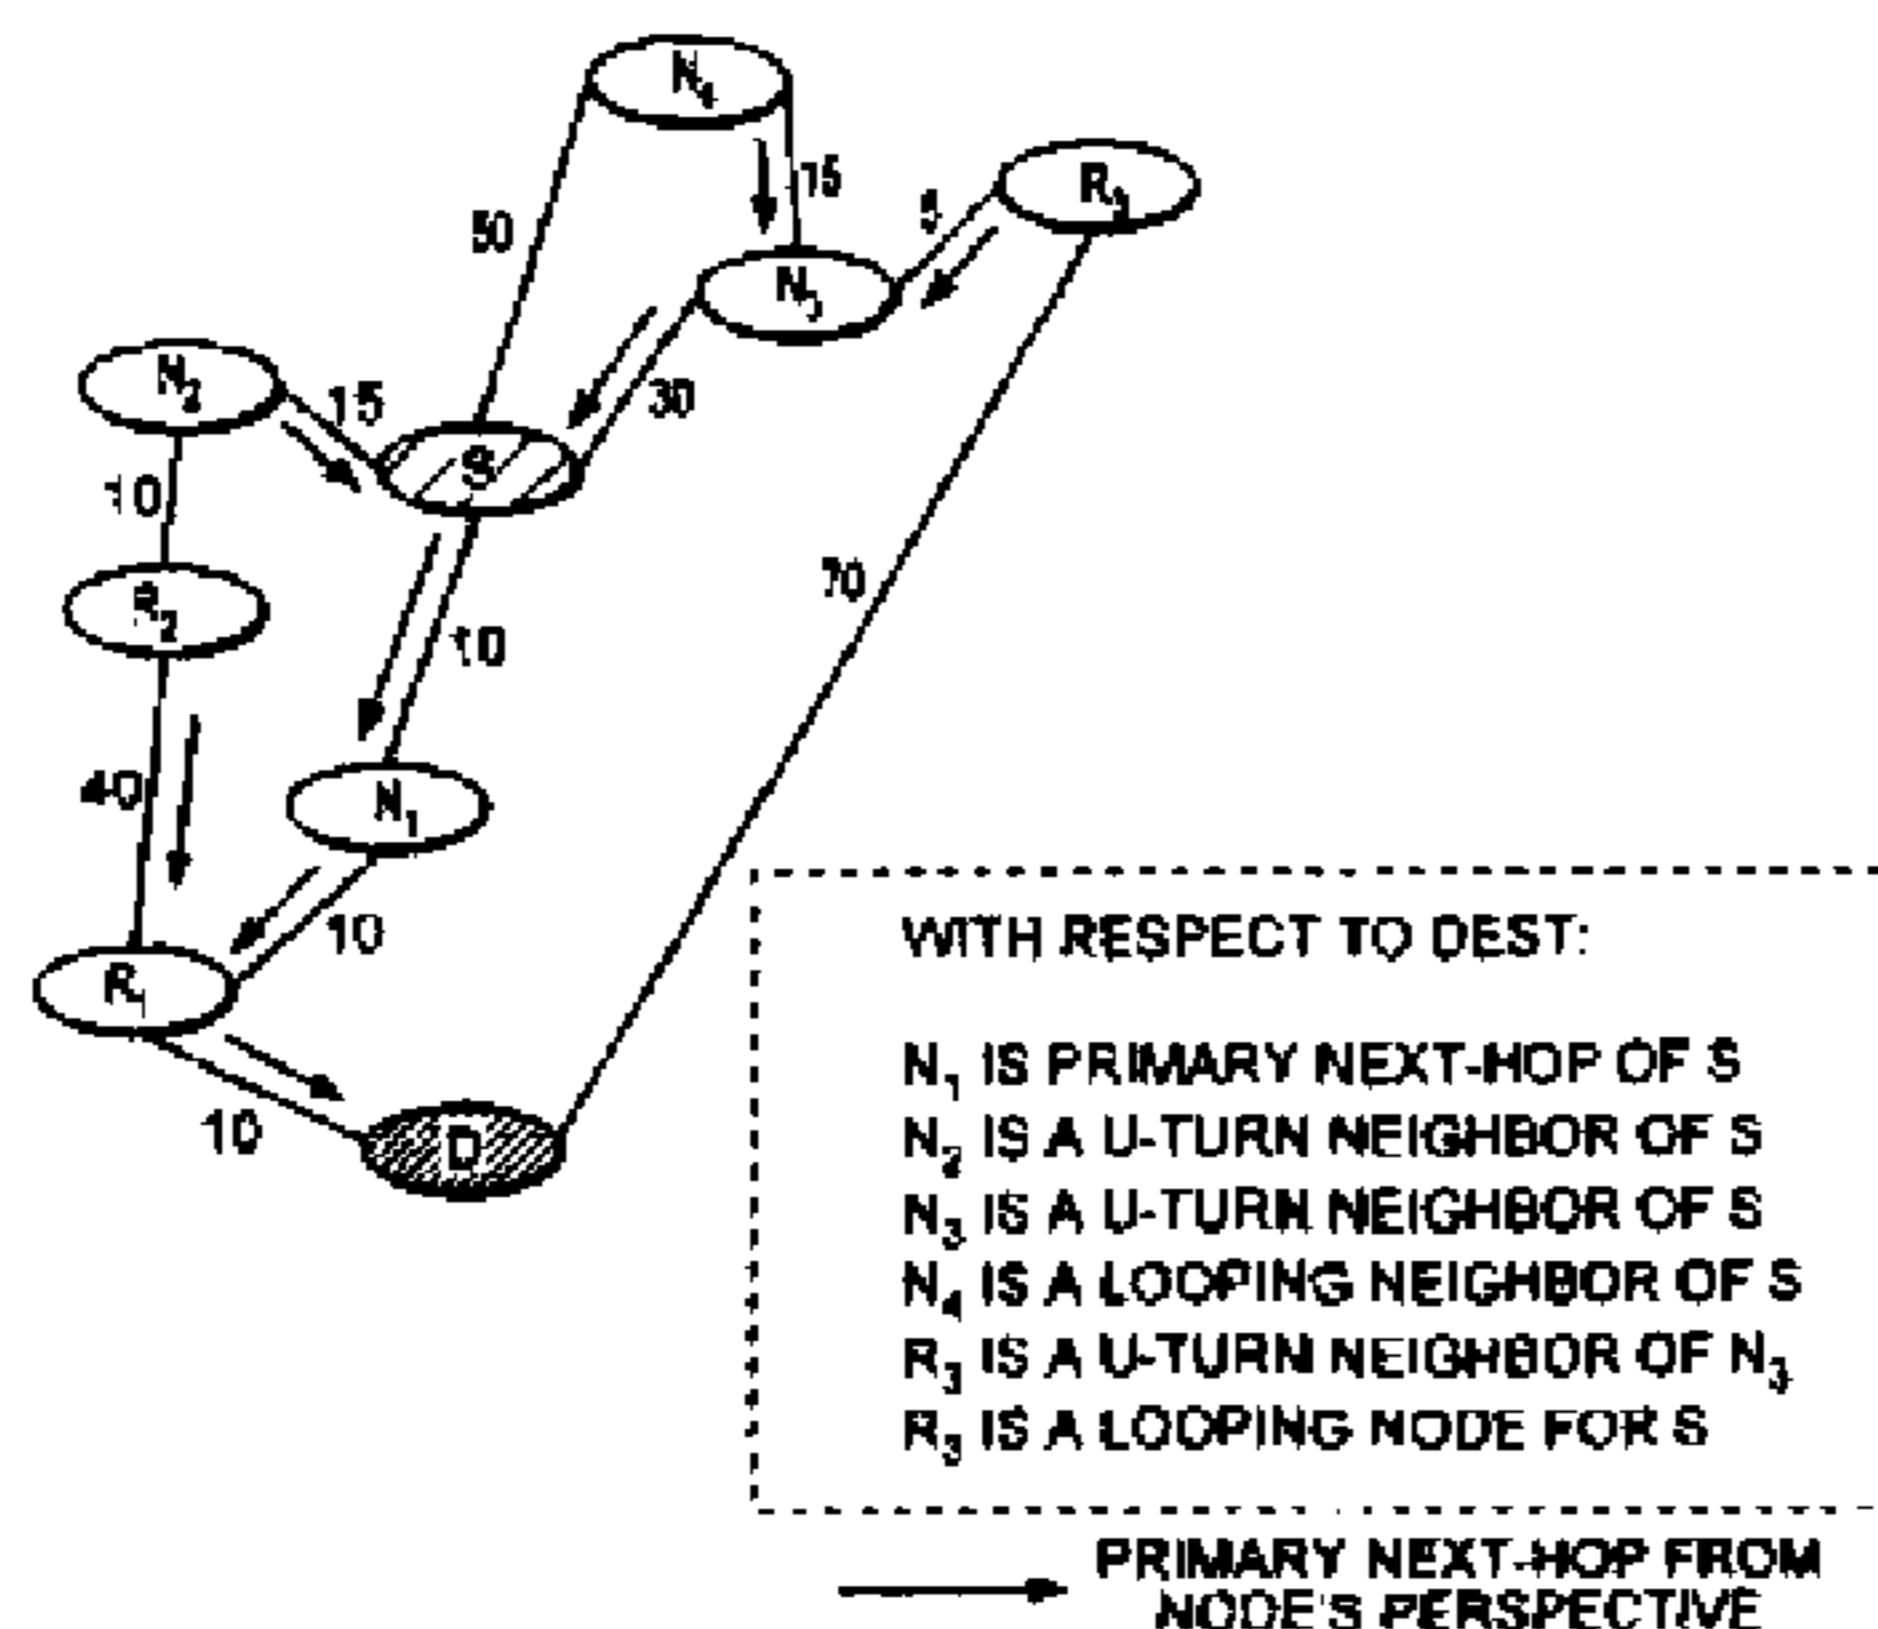 N4
50
15
R3
5
N3
N2
15
30
S
10
R2
70
10
40
N1
10
R1
10
D
WITH RESPECT TO DEST:
N1 IS PRIMARY NEXT-HOP OF S
N2 IS A U-TURN NEIGHBOR OF S
N3 IS A U-TURN NEIGHBOR OF S
N4 IS A LOOPING NEIGHBOR OF S
R3 IS A U-TURN NEIGHBOR OF N3
R3 IS A LOOPING NODE FOR S
PRIMARY NEXT-HOP FROM
NODE'S PERSPECTIVE